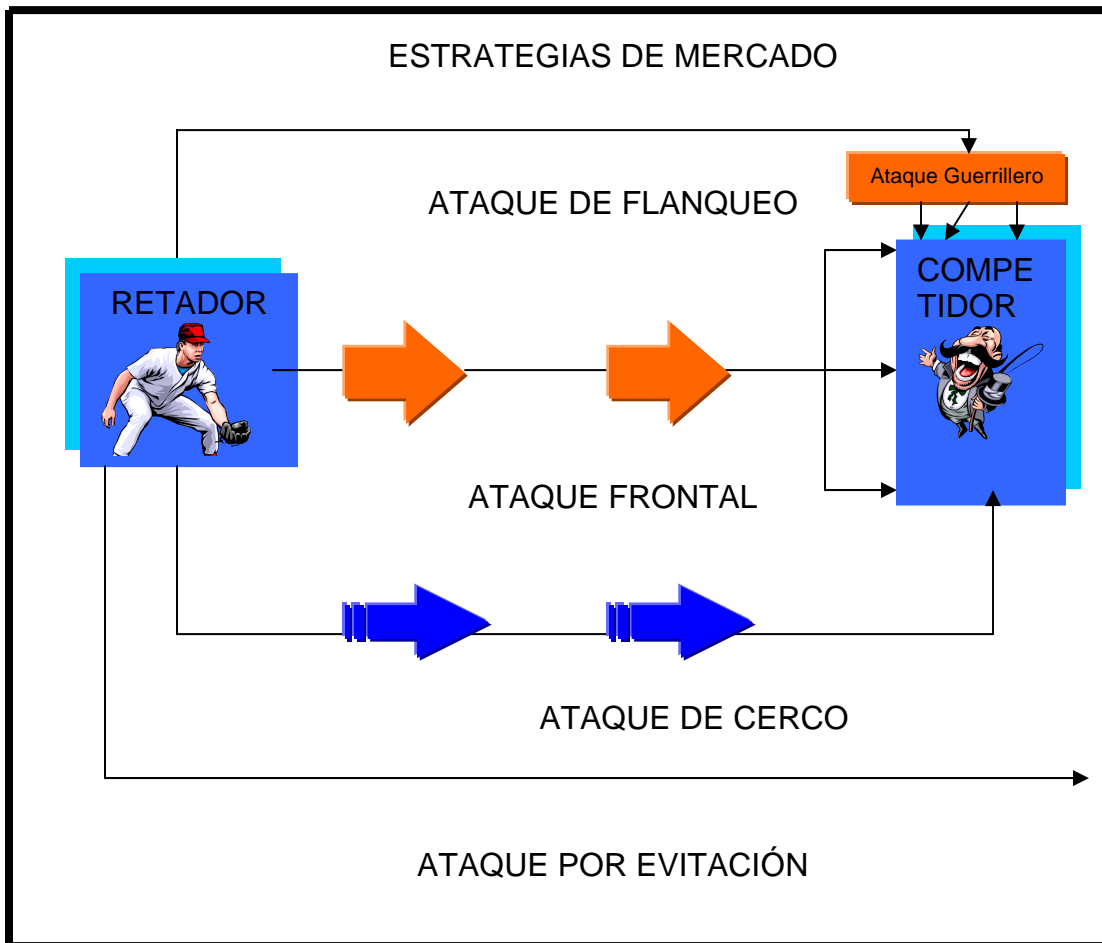 ESTRATEGIAS DE MERCADO
Ataque Guerrillero
ATAQUE DE FLANQUEO
RETADOR
COMPE
TIDOR
ATAQUE FRONTAL
ATAQUE DE CERCO
ATAQUE POR EVITACIÓN